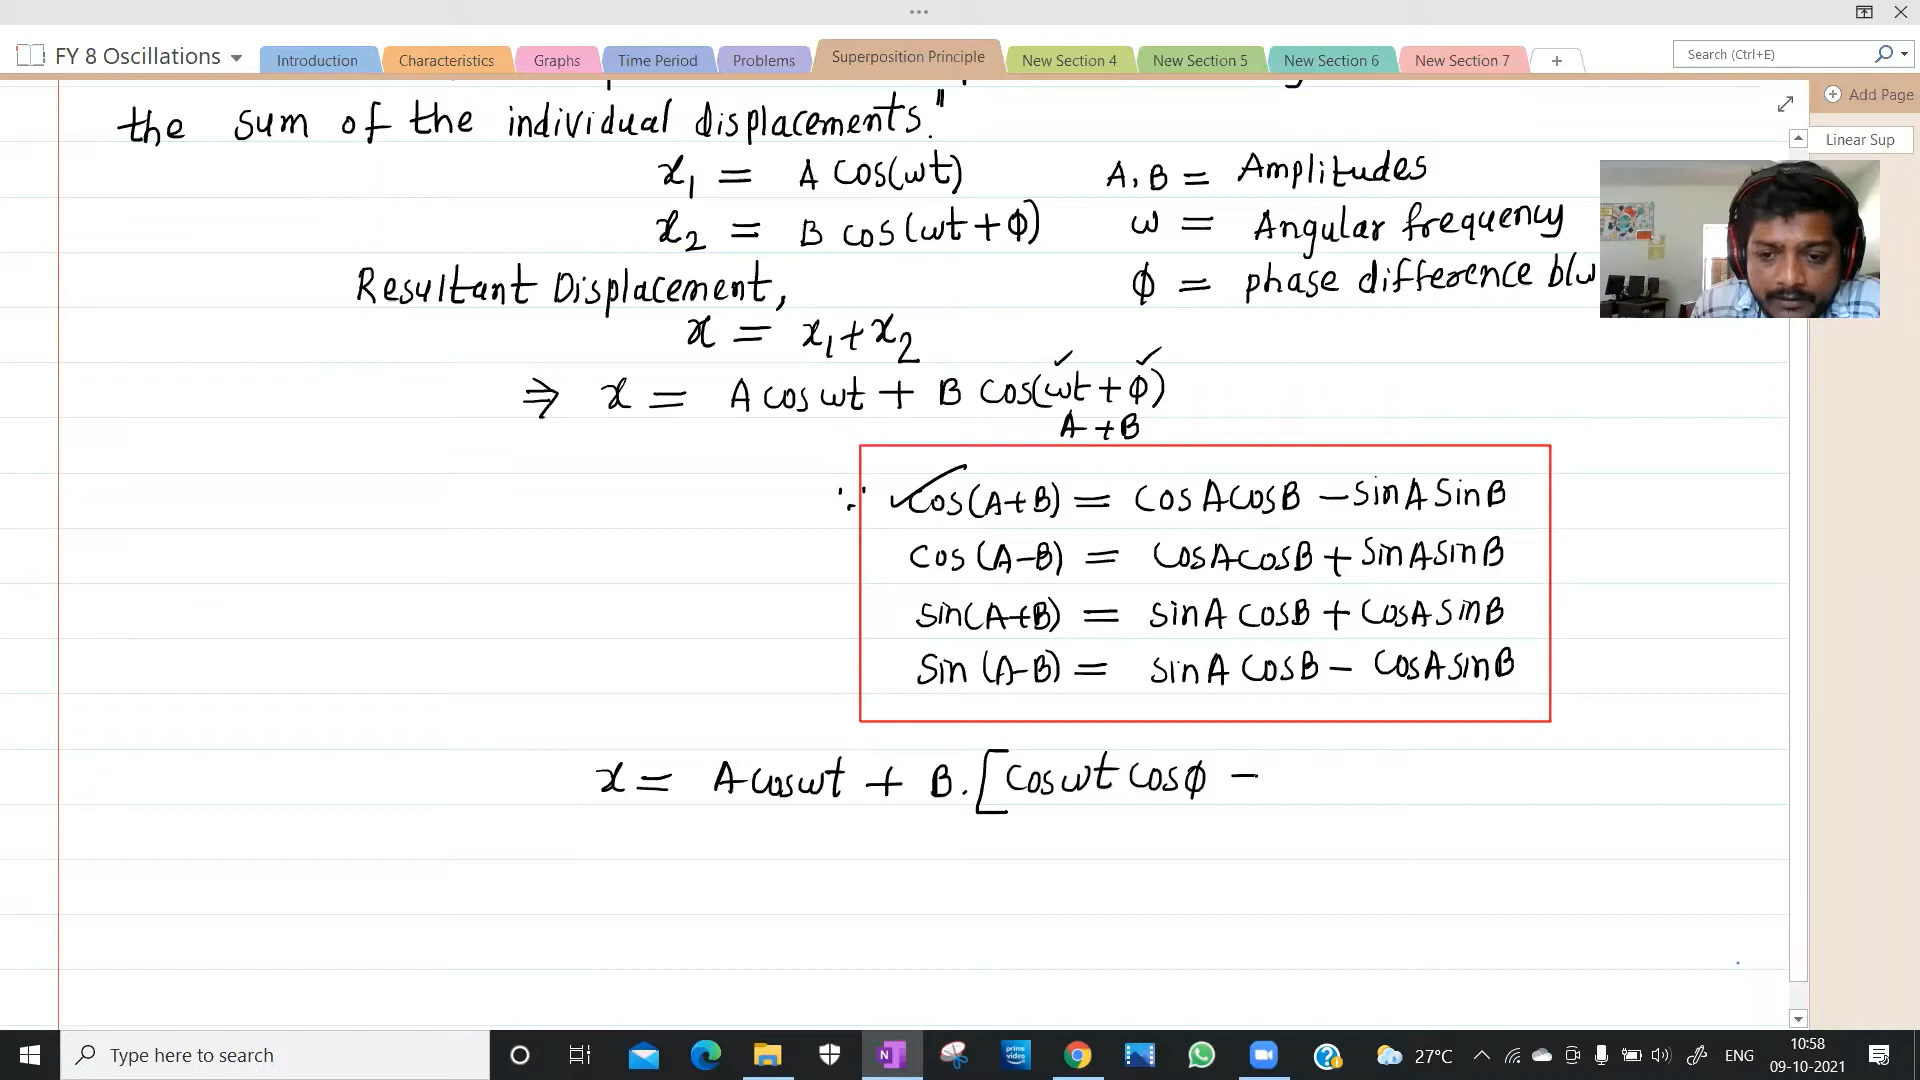 FY 8 Oscillations
Introduction
Characteristics
Graphs
Time Period
Problems
Superposition Principle
New Section 4
New Section 5
New Section 6
New Section 7
+
Search (Ctrl+E)
Add Page
Linear Sup
the sum of the individual displacements."
x₁ = A cos(ωt)
A, B = Amplitudes
x₂ = B cos(ωt + ϕ)
ω = Angular frequency
Resultant Displacement,
ϕ = phase difference b/w
x = x₁ + x₂
⇒ x = A cos ωt + B cos(ωt + ϕ)
A + B
∵ cos(A+B) = cos A cos B – sin A sin B
cos (A–B) = cos A cos B + sin A sin B
sin(A+B) = sin A cos B + cos A sin B
sin (A–B) = sin A cos B – cos A sin B
x = A cos ωt + B. [cos ωt cos ϕ –
Type here to search
prime video
27°C
ENG
10:58
09-10-2021